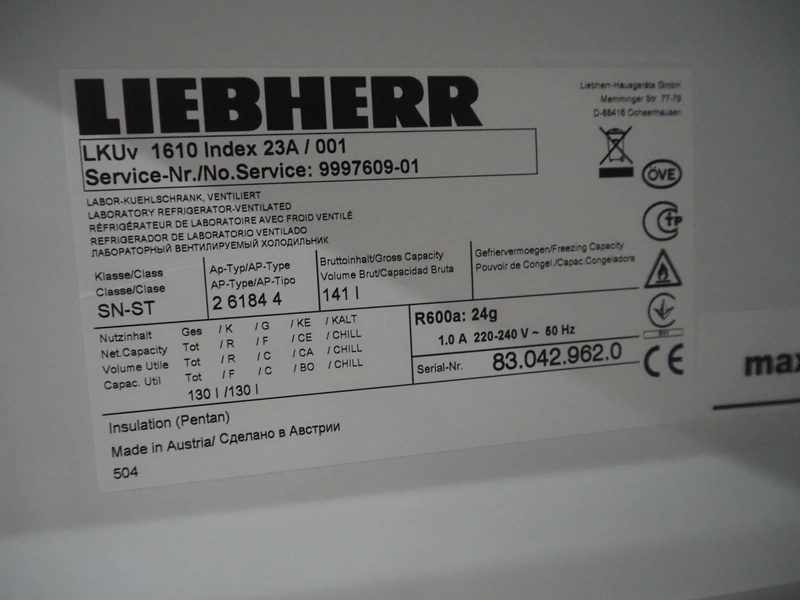 LIEBHERR
Liebherr-Hausgeräte GmbH
Memminger Str. 77-79
D-88416 Ochsenhausen
LKUv 1610 Index 23A / 001
Service-Nr./No.Service: 9997609-01
LABOR-KUEHLSCHRANK, VENTILIERT
LABORATORY REFRIGERATOR-VENTILATED
RÉFRIGÉRATEUR DE LABORATOIRE AVEC FROID VENTILÉ
REFRIGERADOR DE LABORATORIO VENTILADO
ЛАБОРАТОРНЫЙ ВЕНТИЛИРУЕМЫЙ ХОЛОДИЛЬНИК
ÖVE
Klasse/Class
Classe/Clase
SN-ST
Ap-Typ/AP-Type
AP-Type/AP-Tipo
2 6184 4
Bruttoinhalt/Gross Capacity
Volume Brut/Capacidad Bruta
141 l
Gefriervermoegen/Freezing Capacity
Pouvoir de Congel./Capac.Congeladora
Nutzinhalt Ges / K / G / KE / KALT
Net.Capacity Tot / R / F / CE / CHILL
Volume Utile Tot / R / C / CA / CHILL
Capac. Util Tot / F / C / BO / CHILL
130 l /130 l
R600a: 24g
1.0 A 220-240 V ~ 50 Hz
Serial-Nr. 83.042.962.0
CE
max
Insulation (Pentan)
Made in Austria/ Сделано в Австрии
504